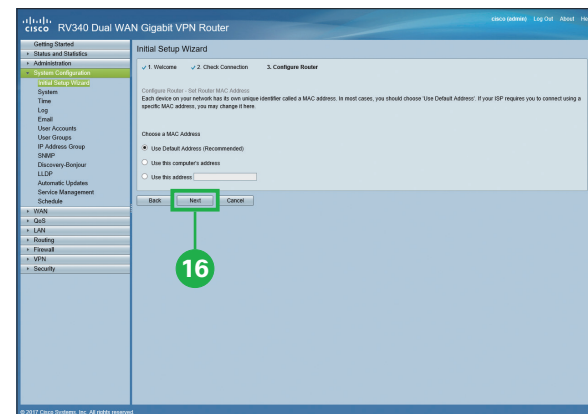 cisco RV340 Dual WAN Gigabit VPN Router
cisco (admin) Log Out About He
Getting Started
Status and Statistics
Administration
System Configuration
Initial Setup Wizard
System
Time
Log
Email
User Accounts
User Groups
IP Address Group
SNMP
Discovery-Bonjour
LLDP
Automatic Updates
Service Management
Schedule
WAN
QoS
LAN
Routing
Firewall
VPN
Security
Initial Setup Wizard
1. Welcome 2. Check Connection 3. Configure Router
Configure Router - Set Router MAC Address
Each device on your network has its own unique identifier called a MAC address. In most cases, you should choose 'Use Default Address'. If your ISP requires you to connect using a
specific MAC address, you may change it here.
Choose a MAC Address
Use Default Address (Recommended)
Use this computer's address
Use this address
Back Next Cancel
16
© 2017 Cisco Systems, Inc. All rights reserved.